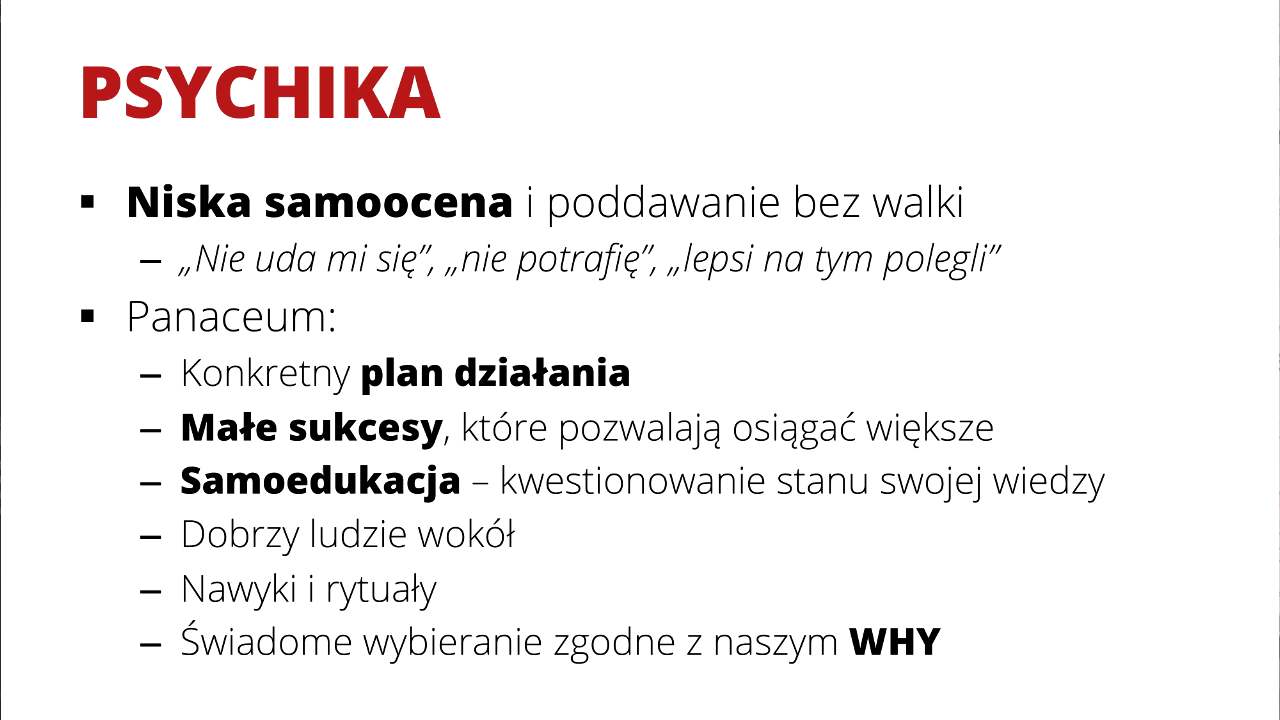 PSYCHIKA
▪ Niska samoocena i poddawanie bez walki
– „Nie uda mi się”, „nie potrafię”, „lepsi na tym polegli”
▪ Panaceum:
– Konkretny plan działania
– Małe sukcesy, które pozwalają osiągać większe
– Samoedukacja – kwestionowanie stanu swojej wiedzy
– Dobrzy ludzie wokół
– Nawyki i rytuały
– Świadome wybieranie zgodne z naszym WHY